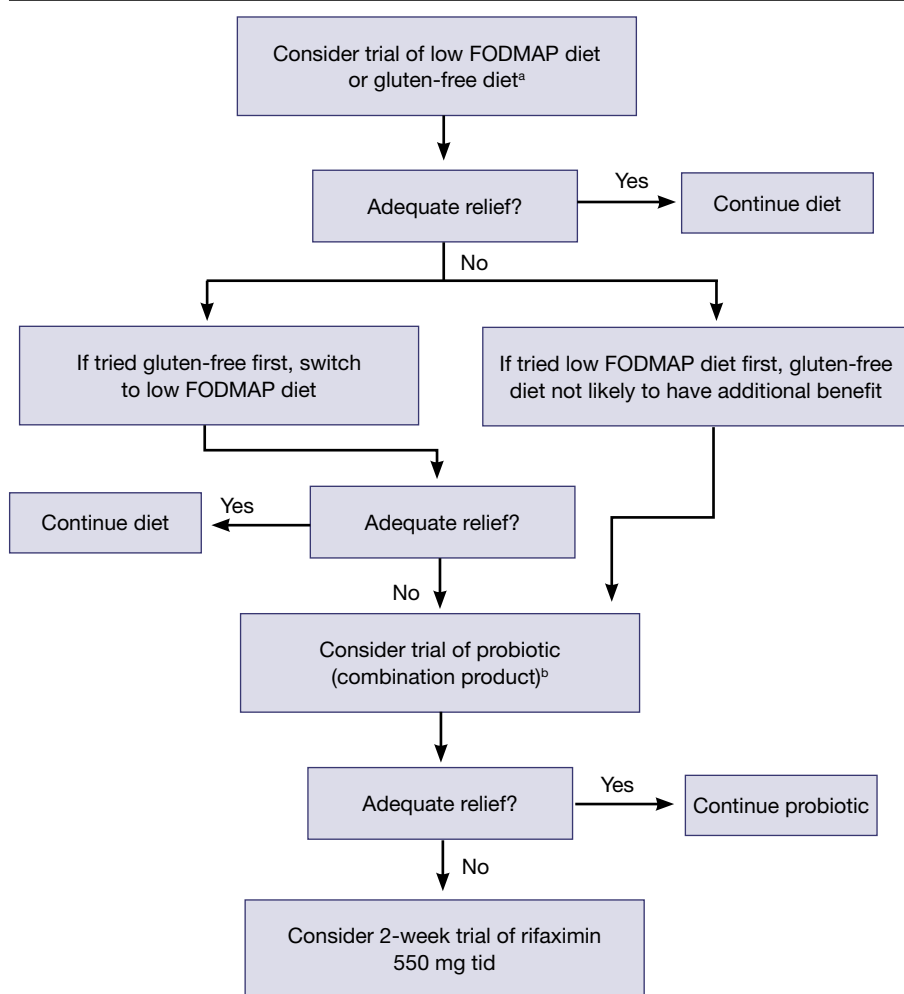 Consider trial of low FODMAP diet
or gluten-free dietᵃ
Adequate relief?
Yes
Continue diet
No
If tried gluten-free first, switch
to low FODMAP diet
If tried low FODMAP diet first, gluten-free
diet not likely to have additional benefit
Continue diet
Yes
Adequate relief?
No
Consider trial of probiotic
(combination product)ᵇ
Adequate relief?
Yes
Continue probiotic
No
Consider 2-week trial of rifaximin
550 mg tid